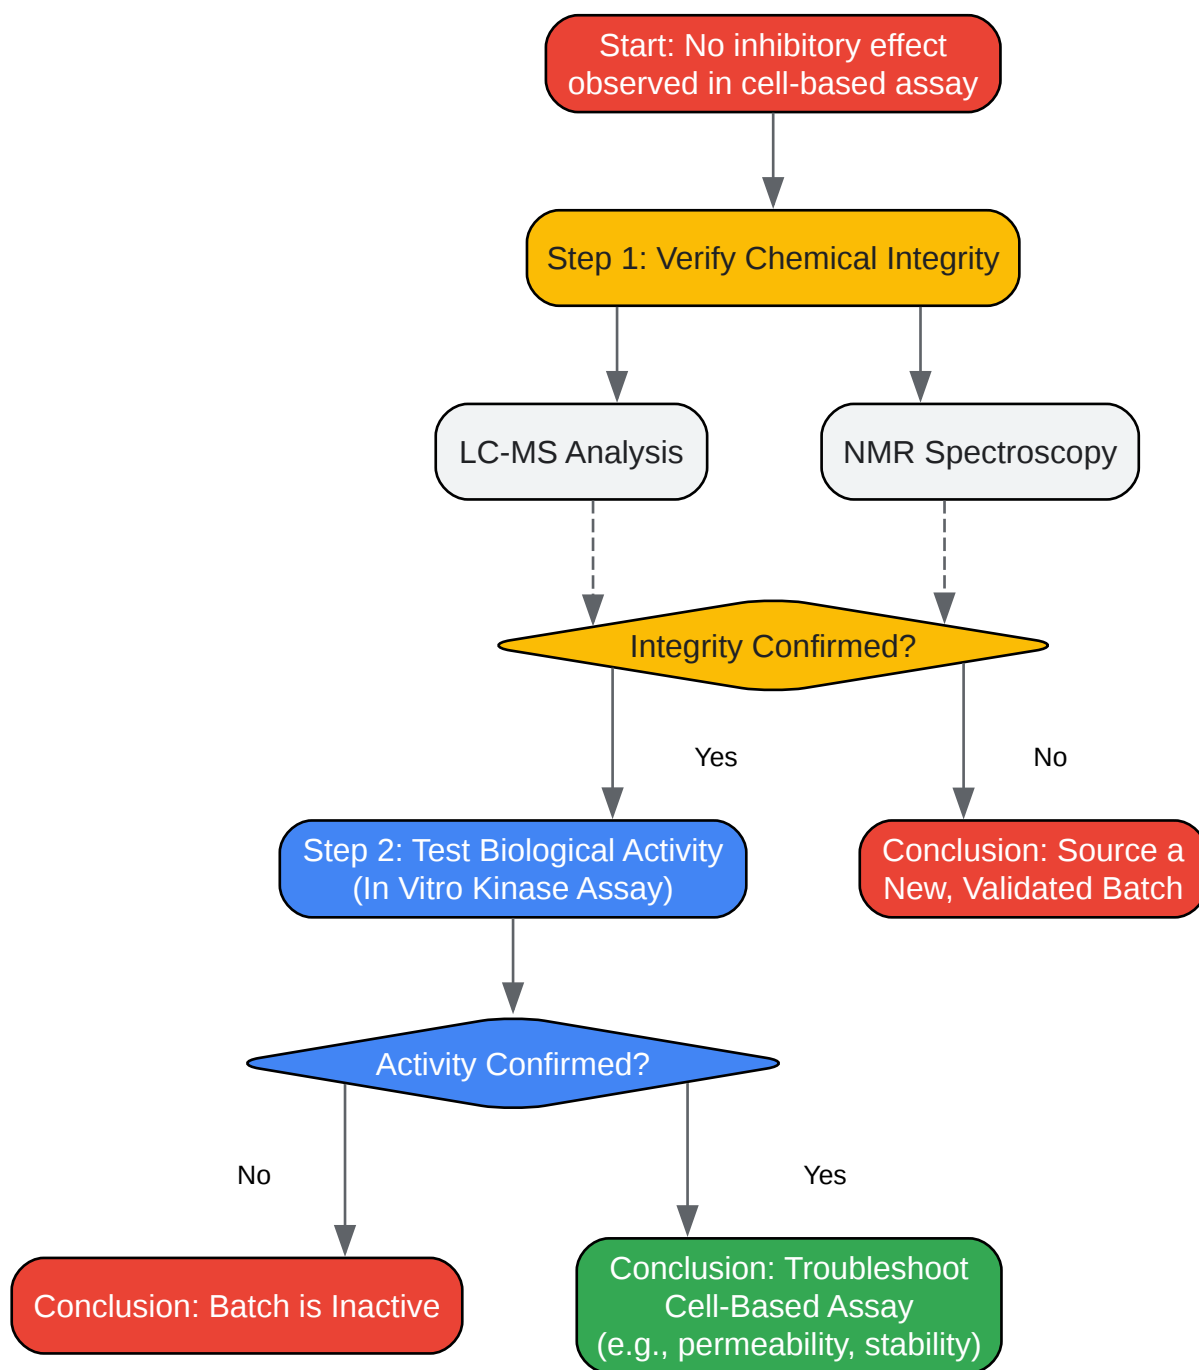 Start: No inhibitory effect
observed in cell-based assay
Step 1: Verify Chemical Integrity
LC-MS Analysis
NMR Spectroscopy
Integrity Confirmed?
Yes
No
Step 2: Test Biological Activity
(In Vitro Kinase Assay)
Conclusion: Source a
New, Validated Batch
Activity Confirmed?
No
Yes
Conclusion: Batch is Inactive
Conclusion: Troubleshoot
Cell-Based Assay
(e.g., permeability, stability)